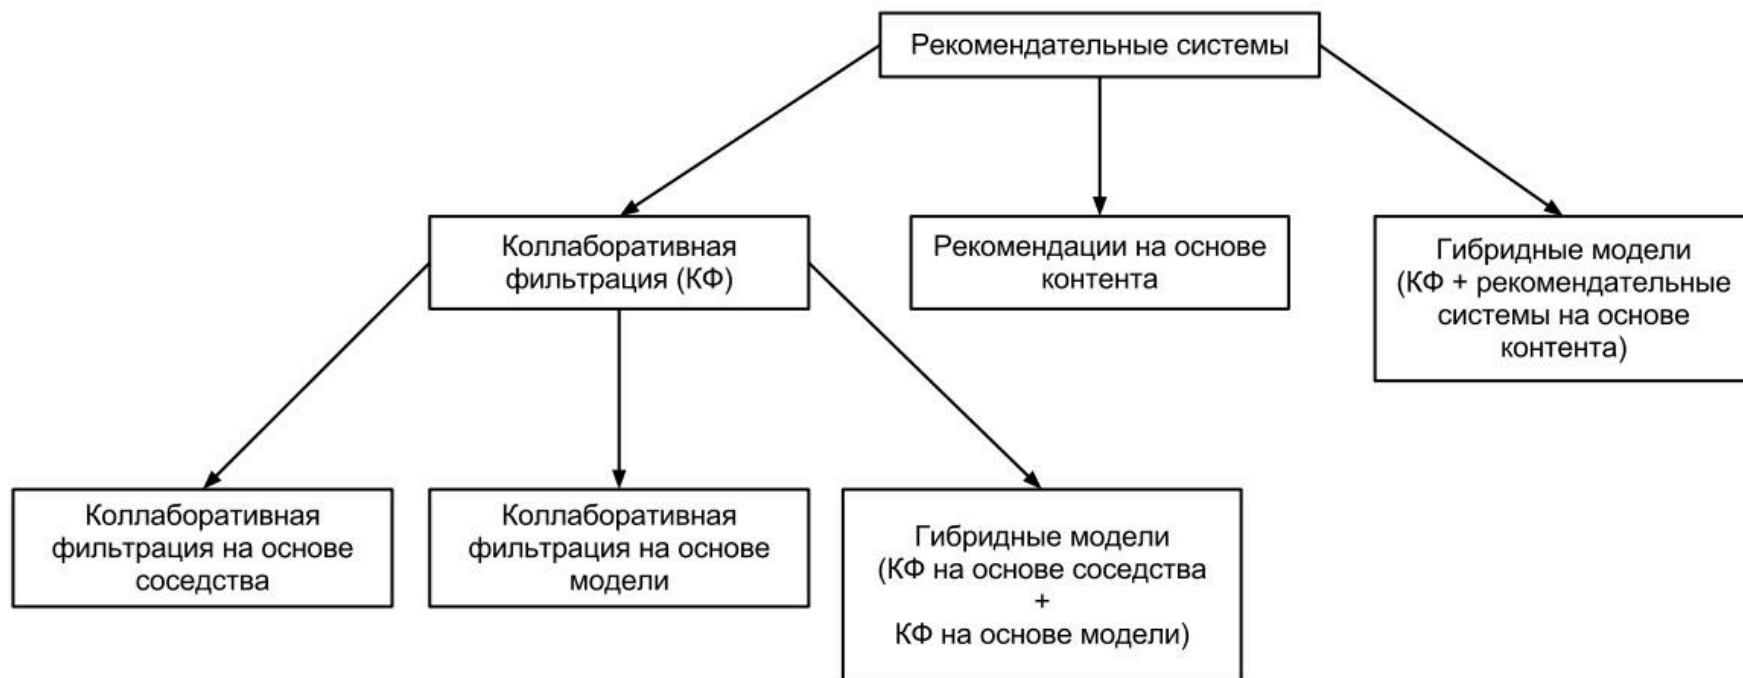 Рекомендательные системы
Коллаборативная
фильтрация (КФ)
Рекомендации на основе
контента
Гибридные модели
(КФ + рекомендательные
системы на основе
контента)
Коллаборативная
фильтрация на основе
соседства
Коллаборативная
фильтрация на основе
модели
Гибридные модели
(КФ на основе соседства
+
КФ на основе модели)